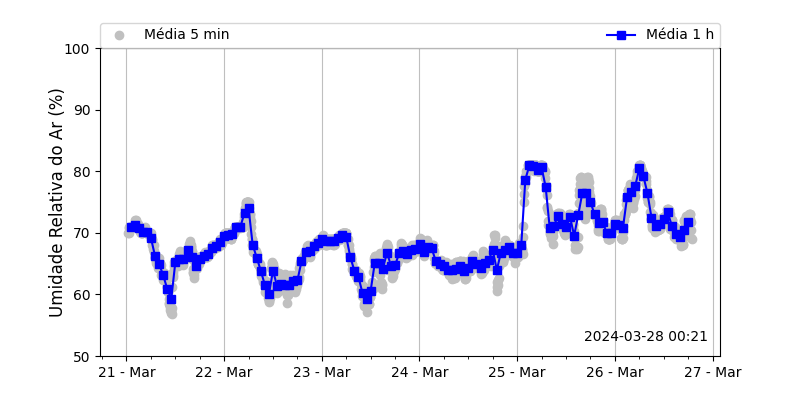 Média 5 min
Média 1 h
Umidade Relativa do Ar (%)
100
90
80
70
60
50
2024-03-28 00:21
21 - Mar
22 - Mar
23 - Mar
24 - Mar
25 - Mar
26 - Mar
27 - Mar